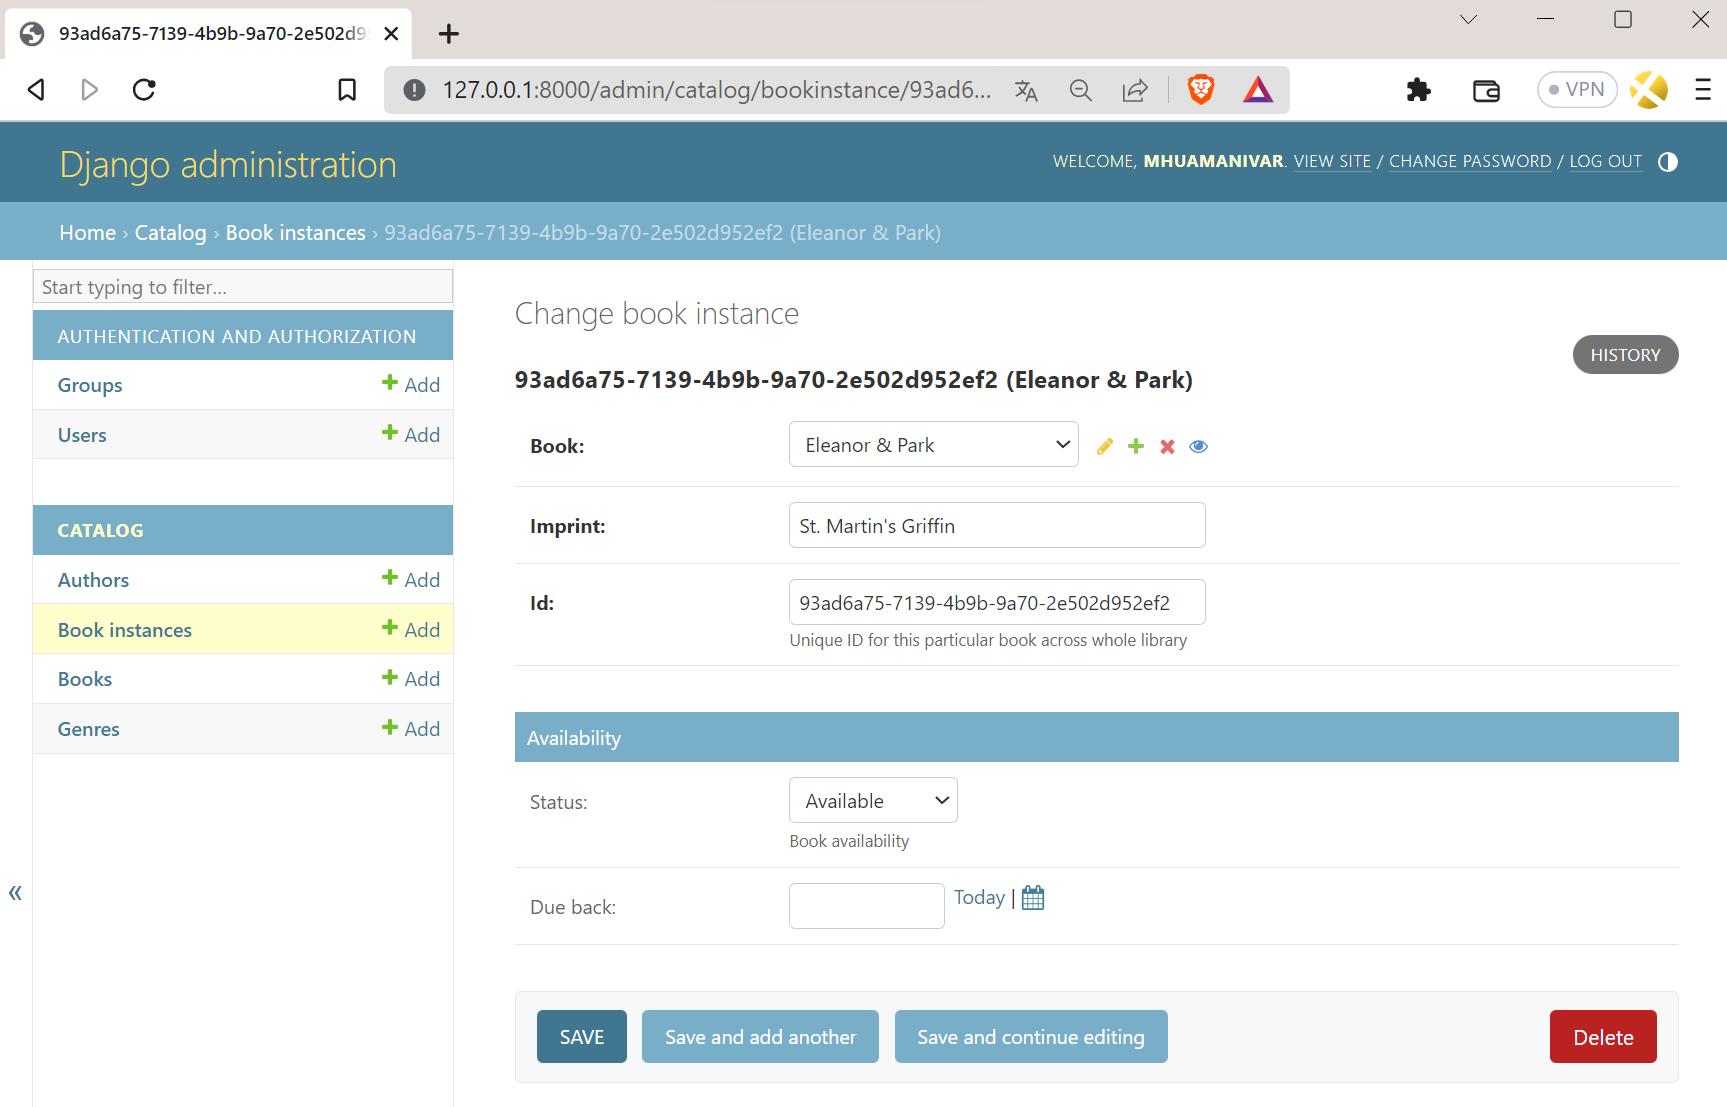 93ad6a75-7139-4b9b-9a70-2e502d9
127.0.0.1:8000/admin/catalog/bookinstance/93ad6...
VPN
Django administration
WELCOME, MHUAMANIVAR. VIEW SITE / CHANGE PASSWORD / LOG OUT
Home › Catalog › Book instances › 93ad6a75-7139-4b9b-9a70-2e502d952ef2 (Eleanor & Park)
Start typing to filter...
AUTHENTICATION AND AUTHORIZATION
Groups + Add
Users + Add
CATALOG
Authors + Add
Book instances + Add
Books + Add
Genres + Add
«
Change book instance
HISTORY
93ad6a75-7139-4b9b-9a70-2e502d952ef2 (Eleanor & Park)
Book: Eleanor & Park
Imprint: St. Martin's Griffin
Id: 93ad6a75-7139-4b9b-9a70-2e502d952ef2
Unique ID for this particular book across whole library
Availability
Status: Available
Book availability
Due back: Today |
SAVE Save and add another Save and continue editing Delete